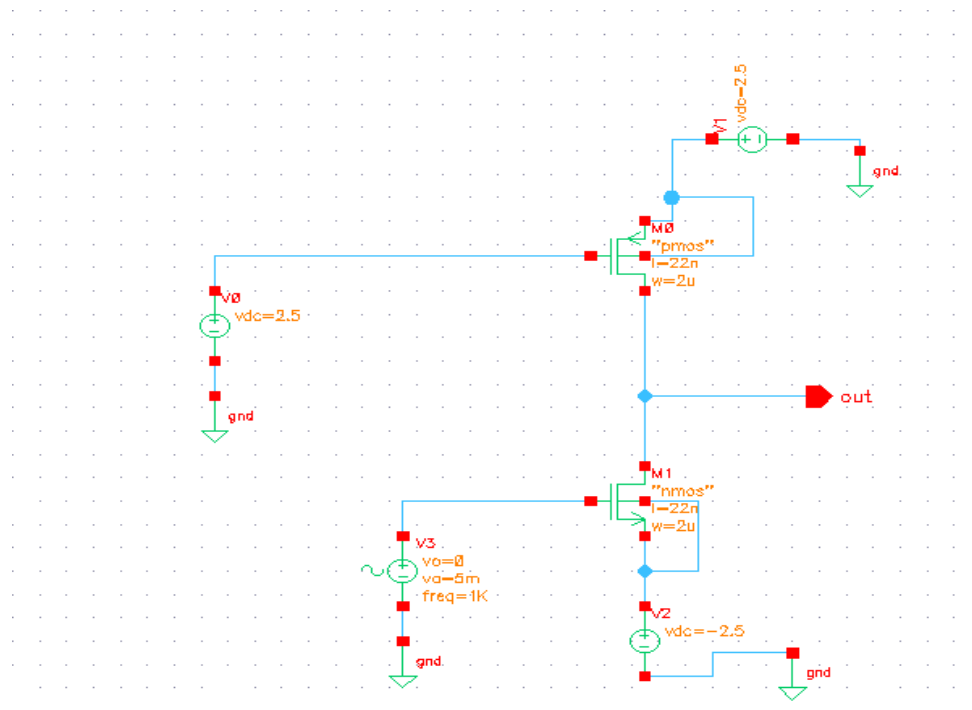 vdc=2.5
V1
gnd
M0
"pmos"
l=22n
w=2u
V0
vdc=2.5
gnd
out
M1
"nmos"
l=22n
w=2u
V3
vo=0
va=5m
freq=1K
gnd
V2
vdc=-2.5
gnd